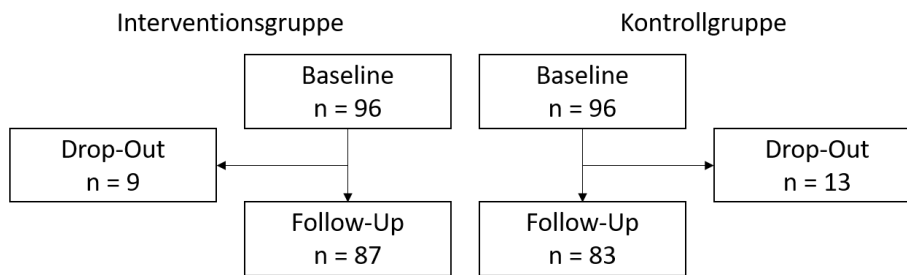 Interventionsgruppe
Kontrollgruppe
Baseline
n = 96
Baseline
n = 96
Drop-Out
n = 9
Drop-Out
n = 13
Follow-Up
n = 87
Follow-Up
n = 83